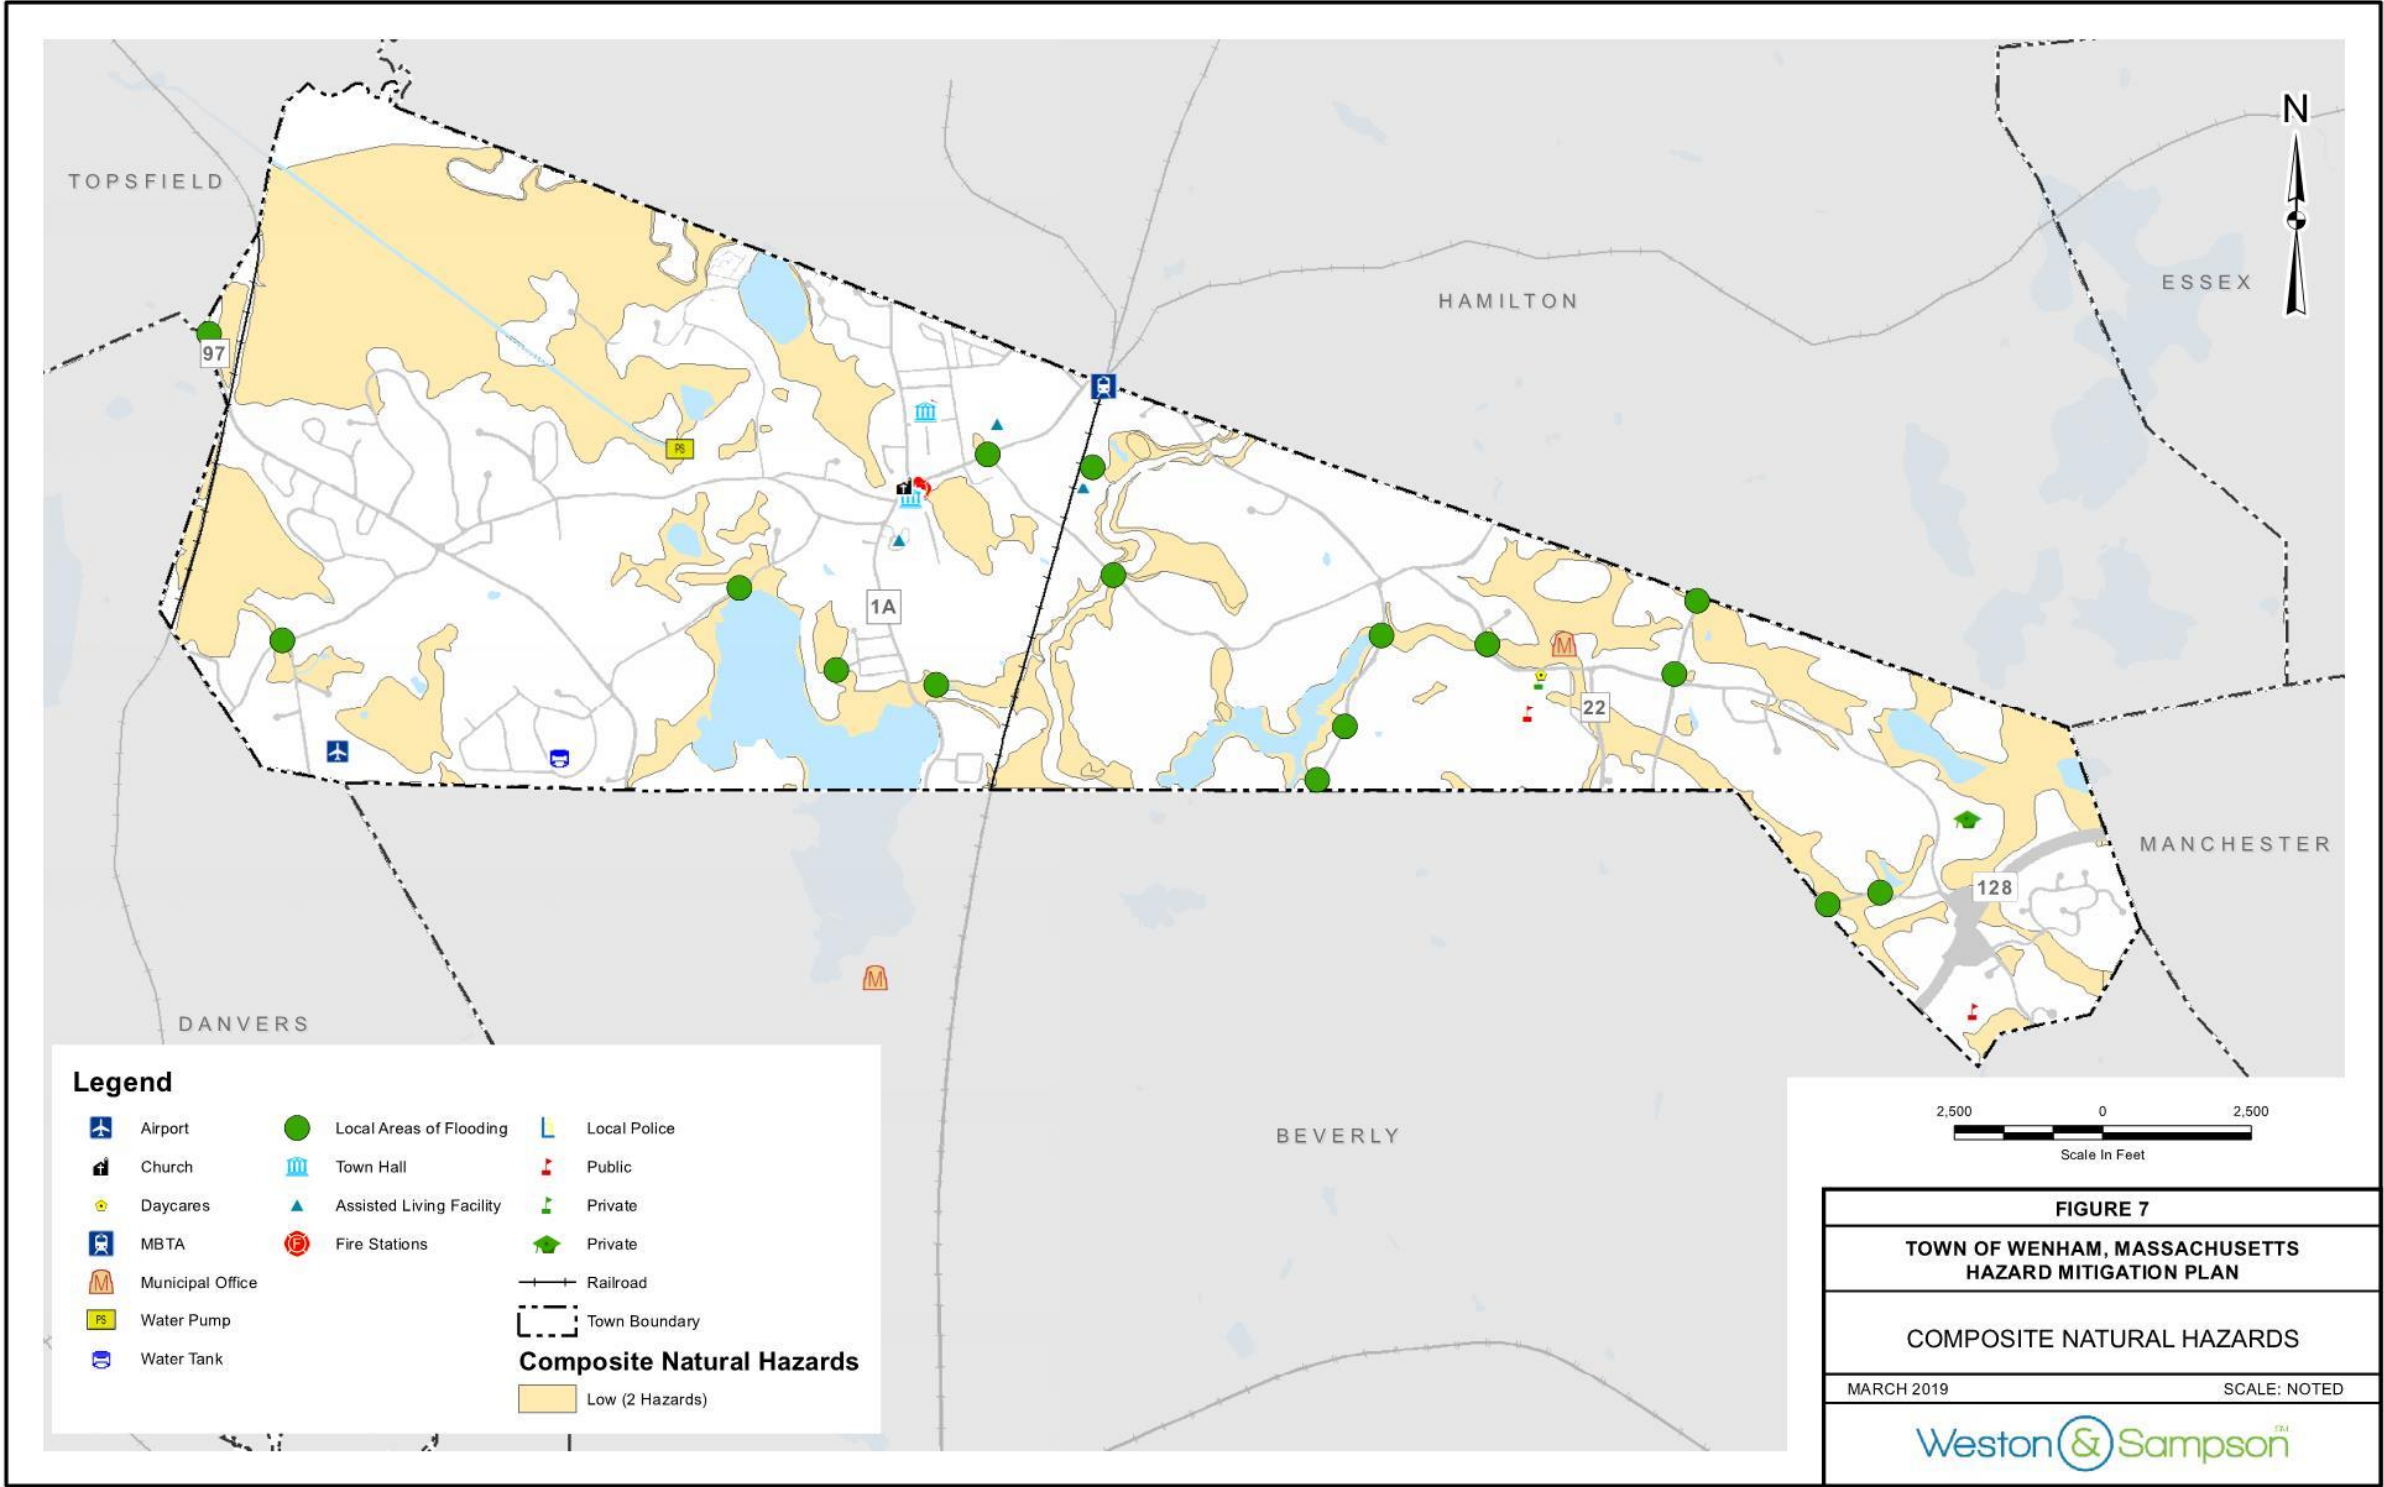 N
TOPSFIELD
ESSEX
HAMILTON
97
PS
1A
M
22
MANCHESTER
128
M
DANVERS
BEVERLY
Legend
Airport
Church
Daycares
MBTA
M Municipal Office
PS Water Pump
Water Tank
Local Areas of Flooding
Town Hall
Assisted Living Facility
F Fire Stations
Local Police
Public
Private
Private
Railroad
Town Boundary
Composite Natural Hazards
Low (2 Hazards)
2,500 0 2,500
Scale In Feet
FIGURE 7
TOWN OF WENHAM, MASSACHUSETTS
HAZARD MITIGATION PLAN
COMPOSITE NATURAL HAZARDS
MARCH 2019 SCALE: NOTED
Weston & Sampson SM